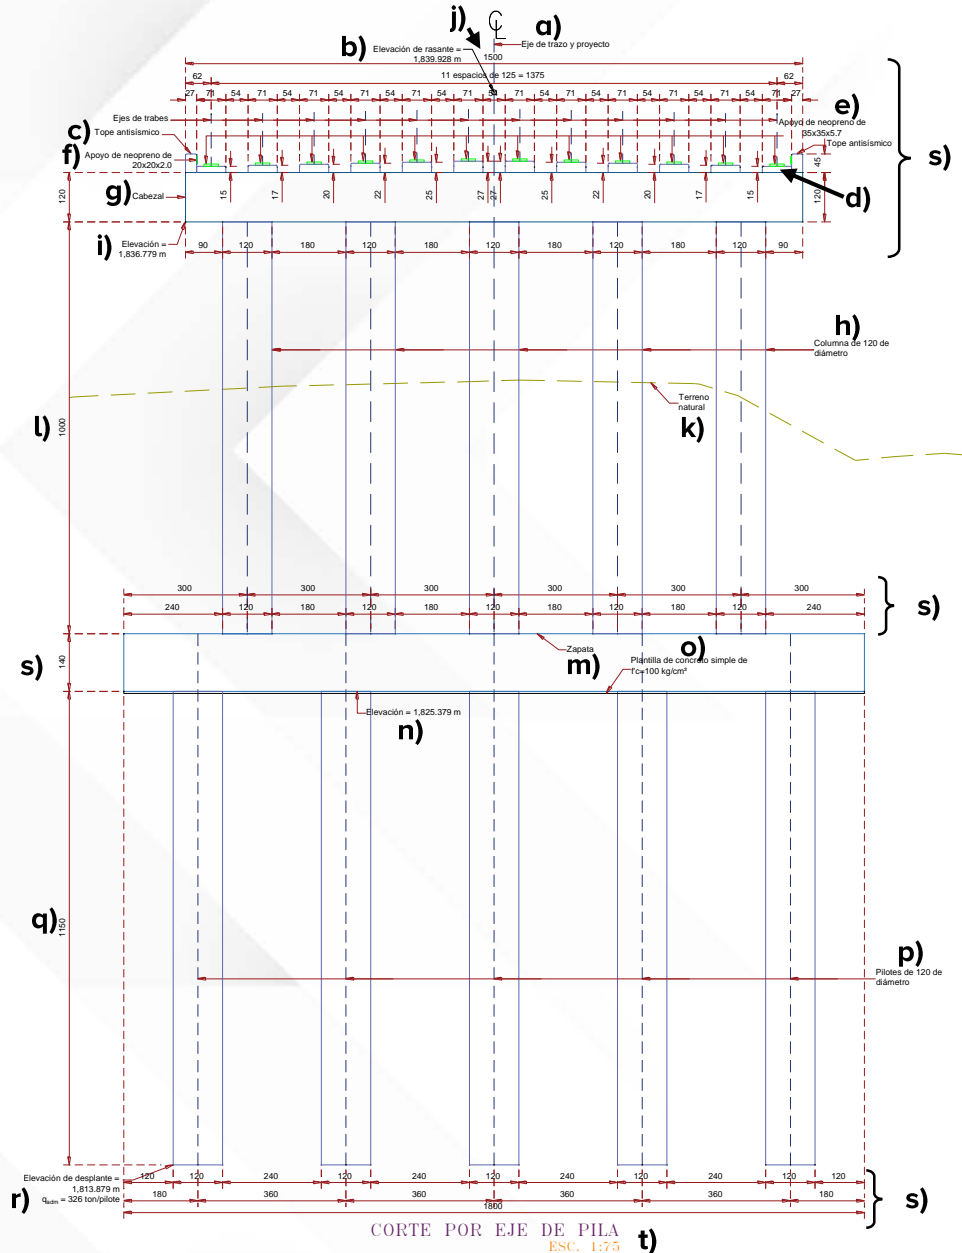 j)
CL
a)
b)
Elevación de rasante =
1,839.928 m
Eje de trazo y proyecto
1500
62
11 espacios de 125 = 1375
62
27 71 54 71 54 71 54 71 54 71 54 71 54 71 54 71 54 71 54 71 54 71 54 71 27
Ejes de trabes
e)
Apoyo de neopreno de
35x35x5.7
c)
Tope antisísmico
Tope antisísmico
s)
f)
Apoyo de neopreno de
20x20x2.0
45
g)
Cabezal
120
15 17 20 22 25 27 27 25 22 20 17 15
120
d)
i)
Elevación =
1,836.779 m
90 120 180 120 180 120 180 120 180 120 90
h)
Columna de 120 de
diámetro
l)
1000
Terreno
natural
k)
300 300 300 300 300 300
240 120 180 120 180 120 180 120 180 120 240
s)
s)
140
Zapata
m)
o)
Plantilla de concreto simple de
f'c=100 kg/cm²
Elevación = 1,825.379 m
n)
q)
1150
p)
Pilotes de 120 de
diámetro
Elevación de desplante =
1,813.879 m
r)
qadm = 326 ton/pilote
120 120 240 120 240 120 240 120 240 120 120
180 360 360 360 360 180
s)
1800
CORTE POR EJE DE PILA
ESC. 1:75
t)